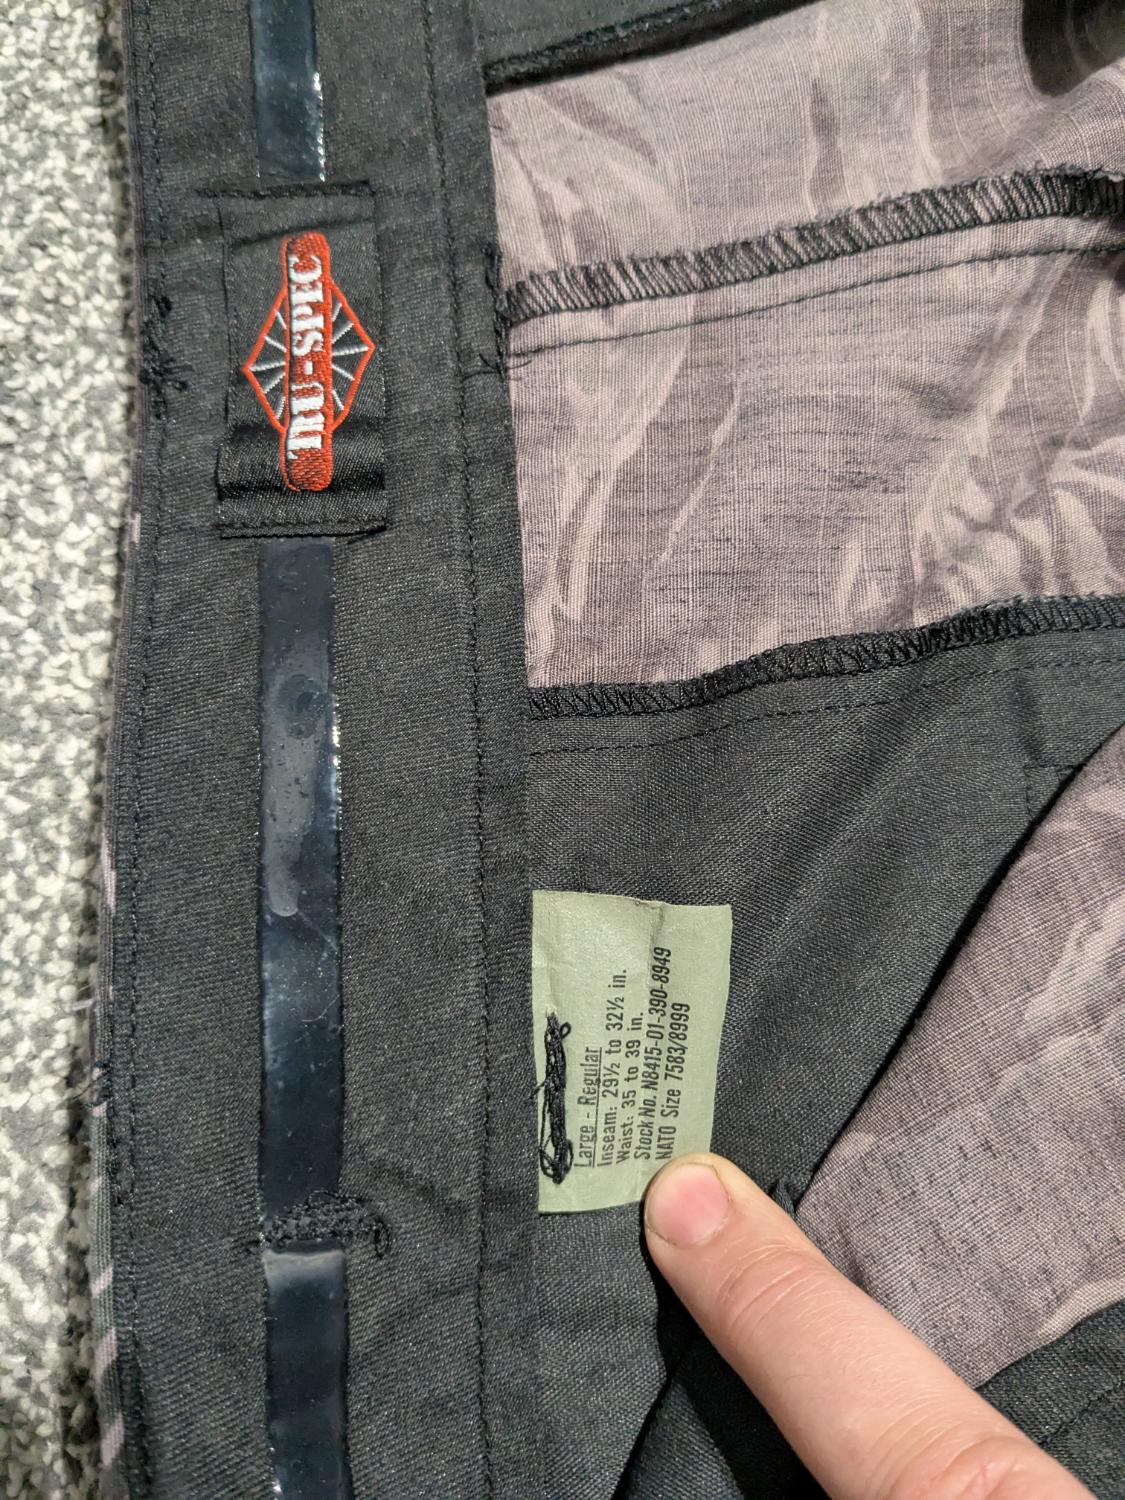 TRU-SPEC
Large - Regular
Inseam: 29½ to 32½ in.
Waist: 35 to 39 in.
Stock No. N8415-01-390-8949
NATO Size 7583/8999